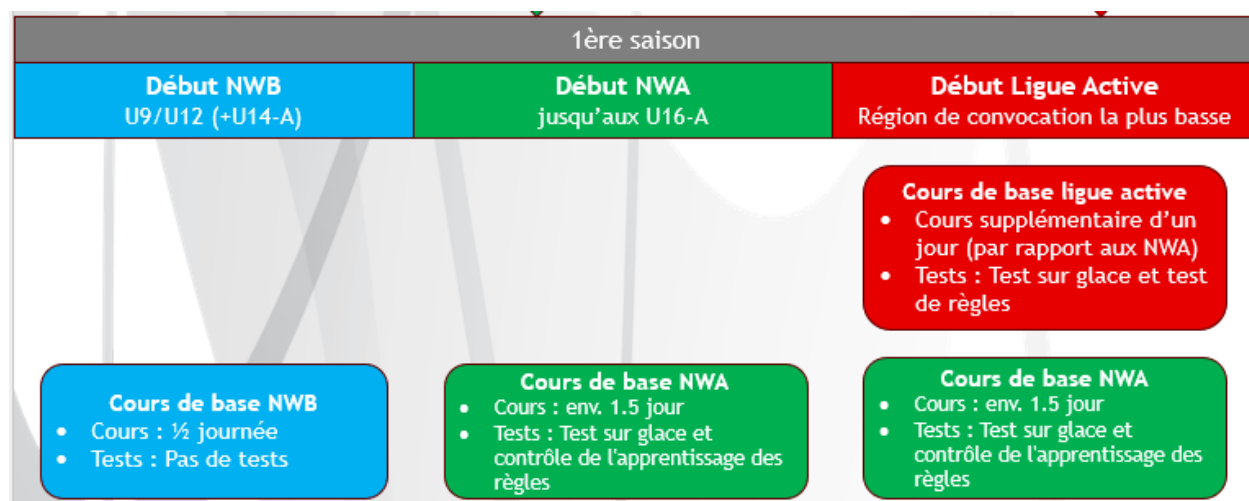 1ère saison
Début NWB
U9/U12 (+U14-A)
Début NWA
jusqu'aux U16-A
Début Ligue Active
Région de convocation la plus basse
Cours de base ligue active
• Cours supplémentaire d'un
jour (par rapport aux NWA)
• Tests : Test sur glace et test
de règles
Cours de base NWB
• Cours : ½ journée
• Tests : Pas de tests
Cours de base NWA
• Cours : env. 1.5 jour
• Tests : Test sur glace et
contrôle de l'apprentissage des
règles
Cours de base NWA
• Cours : env. 1.5 jour
• Tests : Test sur glace et
contrôle de l'apprentissage des
règles